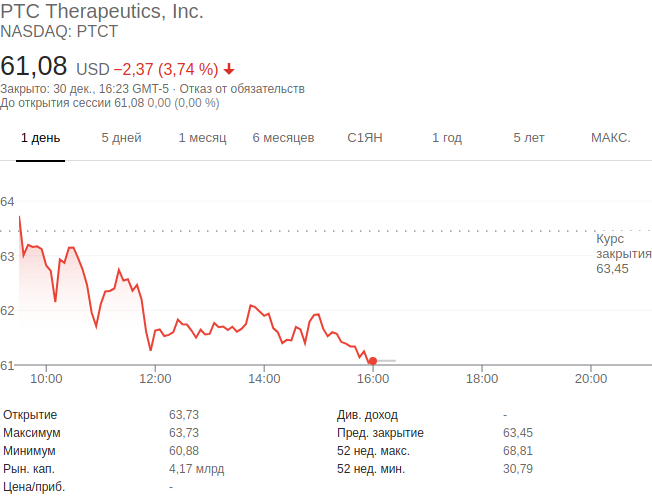 PTC Therapeutics, Inc.
NASDAQ: PTCT
61,08 USD −2,37 (3,74 %)
Закрыто: 30 дек., 16:23 GMT-5 · Отказ от обязательств
До открытия сессии 61,08 0,00 (0,00 %)
1 день 5 дней 1 месяц 6 месяцев С1ЯН 1 год 5 лет МАКС.
64
63
62
61
Курс
закрытия
63,45
10:00 12:00 14:00 16:00 18:00 20:00
Открытие 63,73 Див. доход -
Максимум 63,73 Пред. закрытие 63,45
Минимум 60,88 52 нед. макс. 68,81
Рын. кап. 4,17 млрд 52 нед. мин. 30,79
Цена/приб. -